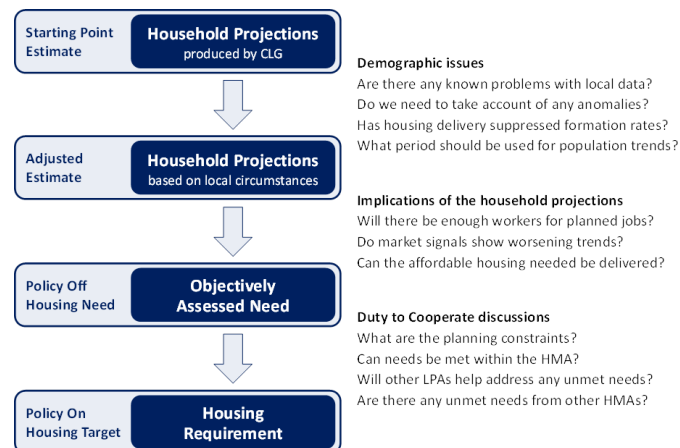 Starting Point
Estimate
Household Projections
produced by CLG
Demographic issues
Are there any known problems with local data?
Do we need to take account of any anomalies?
Has housing delivery suppressed formation rates?
What period should be used for population trends?
Adjusted
Estimate
Household Projections
based on local circumstances
Implications of the household projections
Will there be enough workers for planned jobs?
Do market signals show worsening trends?
Can the affordable housing needed be delivered?
Policy Off
Housing Need
Objectively
Assessed Need
Duty to Cooperate discussions
What are the planning constraints?
Can needs be met within the HMA?
Will other LPAs help address any unmet needs?
Are there any unmet needs from other HMAs?
Policy On
Housing Target
Housing
Requirement